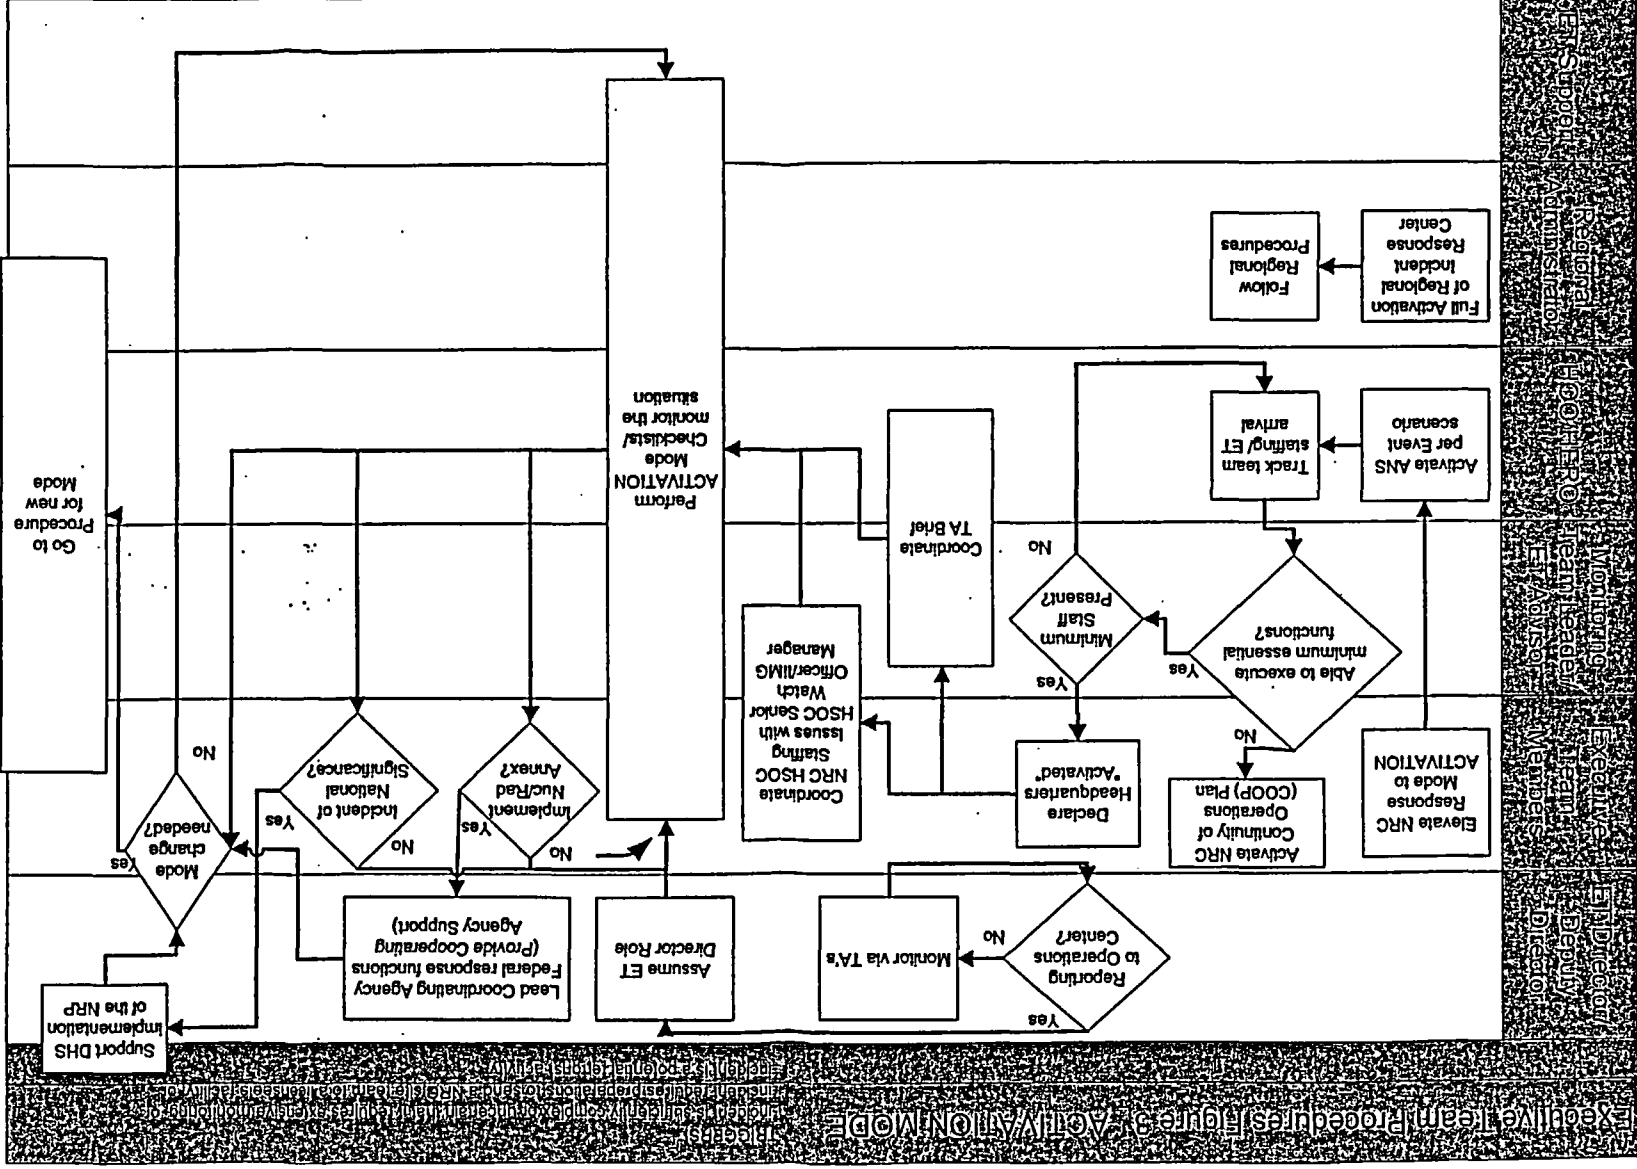 Executive Team Procedures Figure 3 - ACTIVATION MODE
TRIGGERS:
ET Director/
Deputy
Director
Executive
Team
Members
Monitoring
Team Leader/
ET Advisor
HOO/HERO
Regional
Administrator
Reporting
to Operations
Center?
Yes
No
Monitor via TA's
Assume ET
Director Role
Lead Coordinating Agency
Federal response functions
(Provide Cooperating
Agency Support)
Support DHS
implementation
of the NRP
Elevate NRC
Response
Mode to
ACTIVATION
Activate NRC
Continuity of
Operations
(COOP) Plan
No
Declare
Headquarters
"Activated"
Coordinate
NRC HSOC
Staffing
Issues with
HSOC Senior
Watch
Officer/IIMG
Manager
Implement
Nuc/Rad
Annex?
Yes
No
Incident of
National
Significance?
Yes
No
Mode
change
needed?
Yes
No
Able to execute
minimum essential
functions?
Yes
Minimum
Staff
Present?
Yes
No
Coordinate
TA Brief
Perform
ACTIVATION
Mode
Checklists/
monitor the
situation
Go to
Procedure
for new
Mode
Activate ANS
per Event
scenario
Track team
staffing/ ET
arrival
Full Activation
of Regional
Incident
Response
Center
Follow
Regional
Procedures